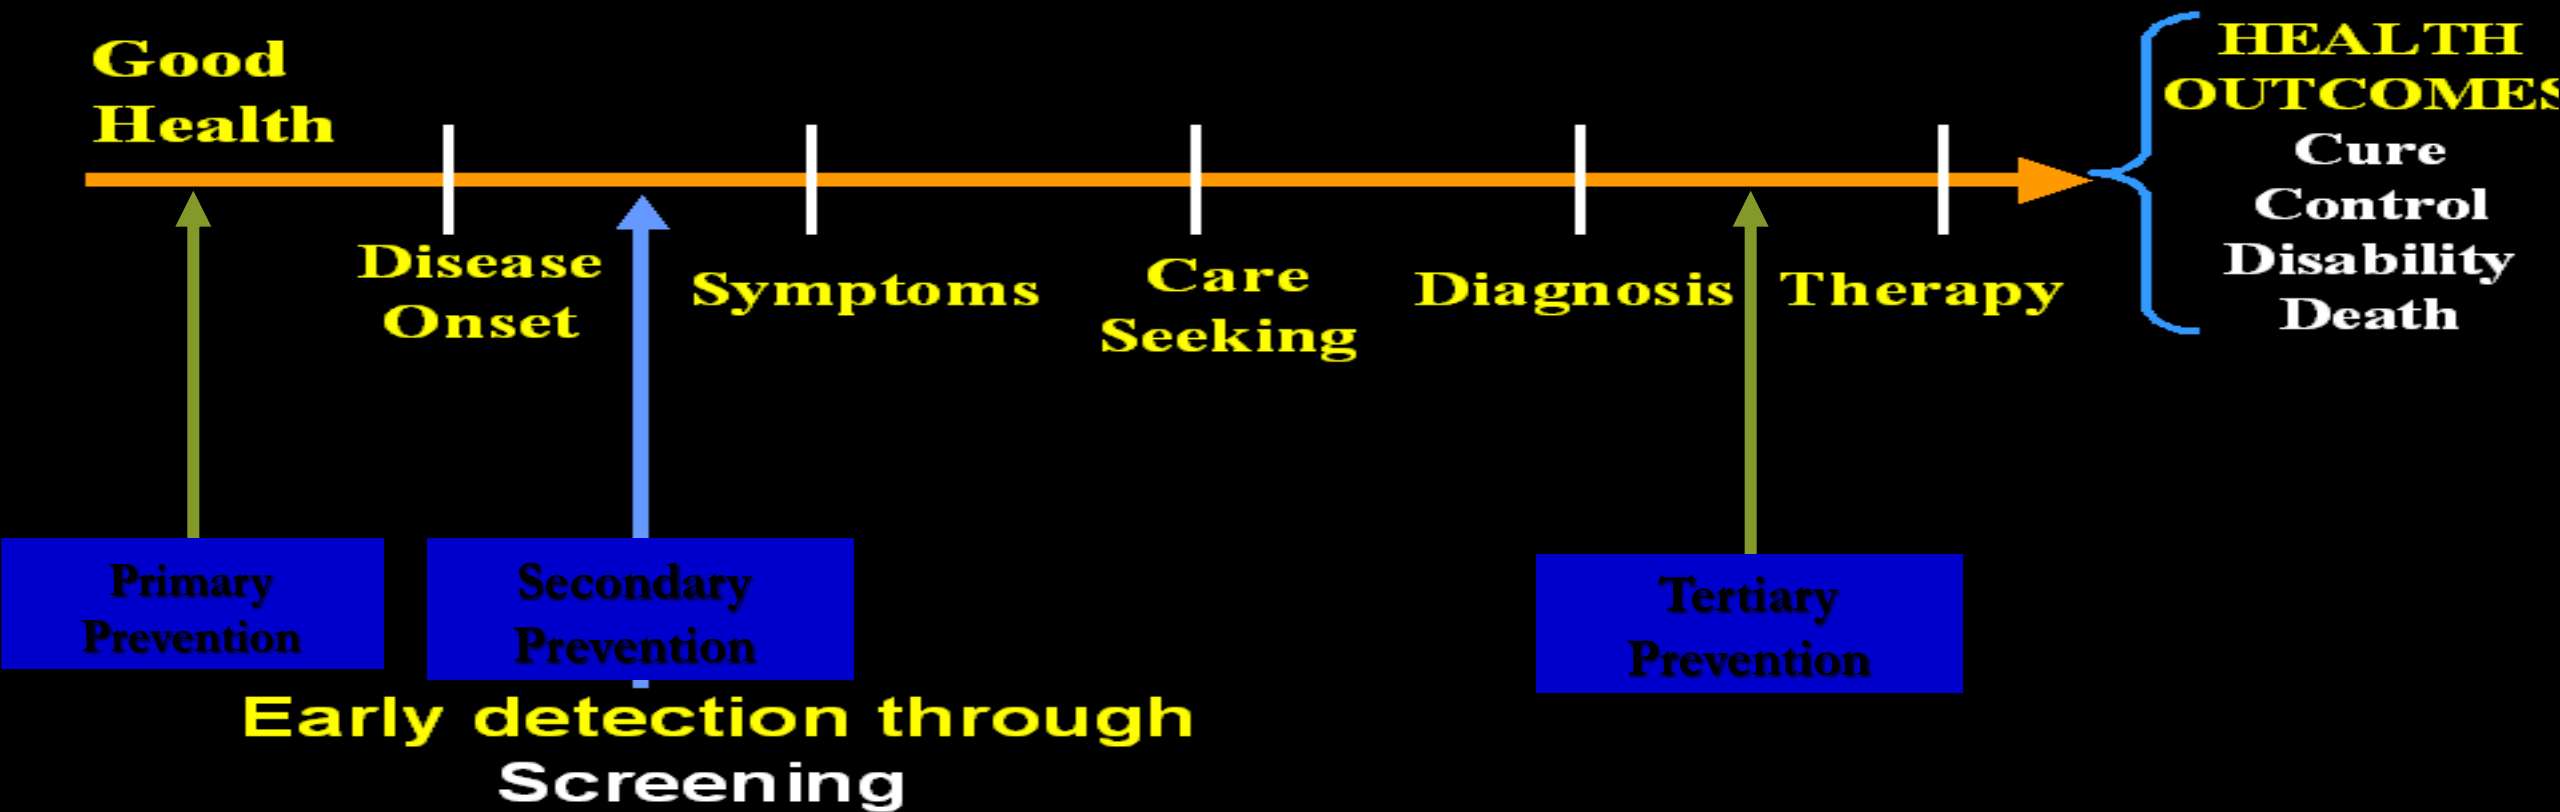 Good
Health
HEALTH
OUTCOMES
Cure
Control
Disability
Death
Disease
Onset
Symptoms
Care
Seeking
Diagnosis
Therapy
Primary
Prevention
Secondary
Prevention
Tertiary
Prevention
Early detection through
Screening